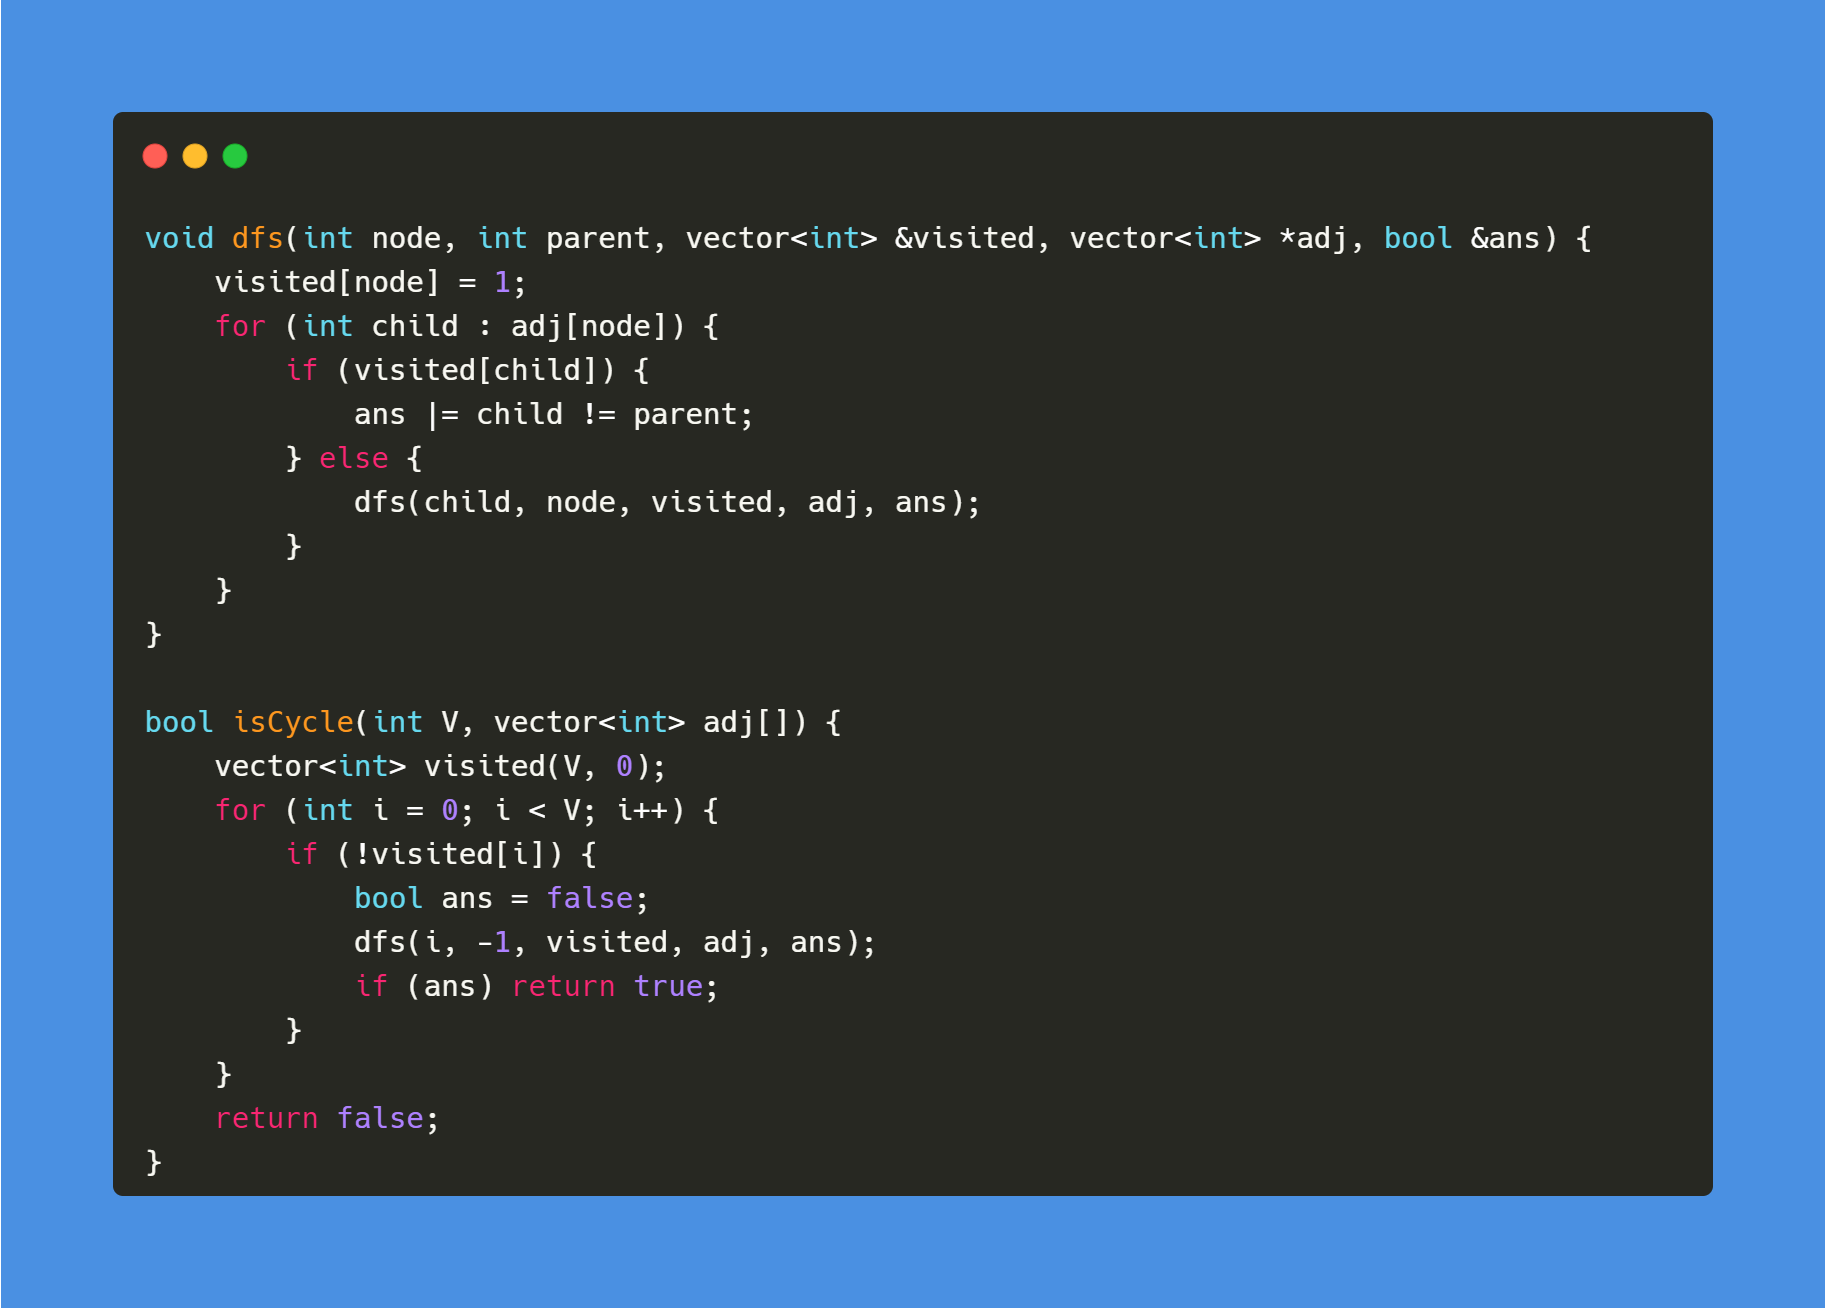 void dfs(int node, int parent, vector<int> &visited, vector<int> *adj, bool &ans) {
    visited[node] = 1;
    for (int child : adj[node]) {
        if (visited[child]) {
            ans |= child != parent;
        } else {
            dfs(child, node, visited, adj, ans);
        }
    }
}

bool isCycle(int V, vector<int> adj[]) {
    vector<int> visited(V, 0);
    for (int i = 0; i < V; i++) {
        if (!visited[i]) {
            bool ans = false;
            dfs(i, -1, visited, adj, ans);
            if (ans) return true;
        }
    }
    return false;
}